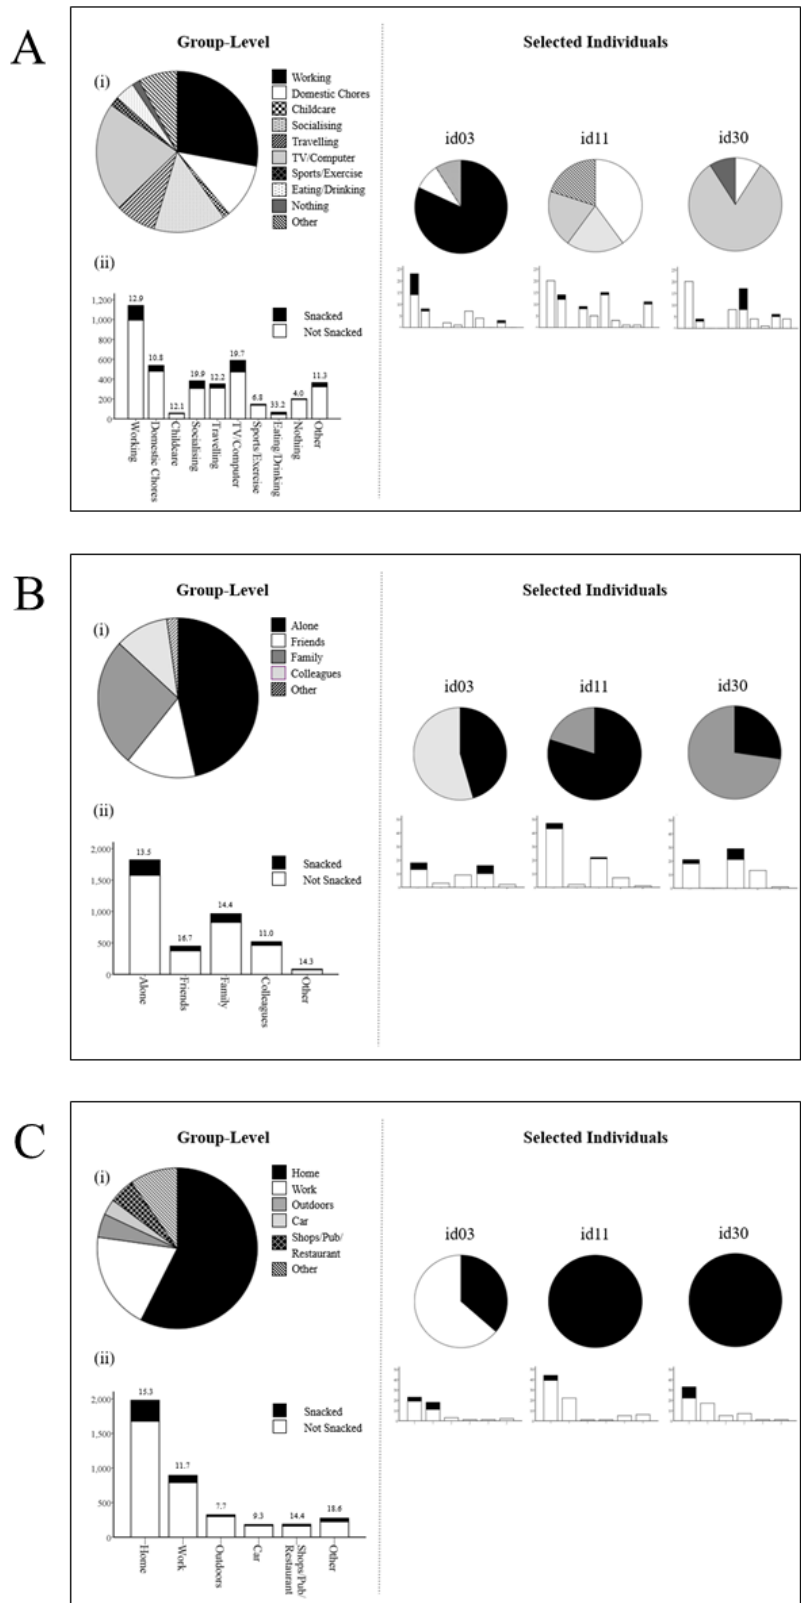 A
Group-Level
Selected Individuals
(i)
Working
Domestic Chores
Childcare
Socialising
Travelling
TV/Computer
Sports/Exercise
Eating/Drinking
Nothing
Other
id03
id11
id30
(ii)
1,200
1,000
800
600
400
200
0
12.9
10.8
12.1
19.9
12.2
19.7
6.8
33.2
4.0
11.3
Snacked
Not Snacked
Working
Domestic Chores
Childcare
Socialising
Travelling
TV/Computer
Sports/Exercise
Eating/Drinking
Nothing
Other
B
Group-Level
Selected Individuals
(i)
Alone
Friends
Family
Colleagues
Other
id03
id11
id30
(ii)
2,000
1,500
1,000
500
0
13.5
16.7
14.4
11.0
14.3
Snacked
Not Snacked
Alone
Friends
Family
Colleagues
Other
C
Group-Level
Selected Individuals
(i)
Home
Work
Outdoors
Car
Shops/Pub/
Restaurant
Other
id03
id11
id30
(ii)
2,000
1,500
1,000
500
0
15.3
11.7
7.7
9.3
14.4
18.6
Snacked
Not Snacked
Home
Work
Outdoors
Car
Shops/Pub/
Restaurant
Other